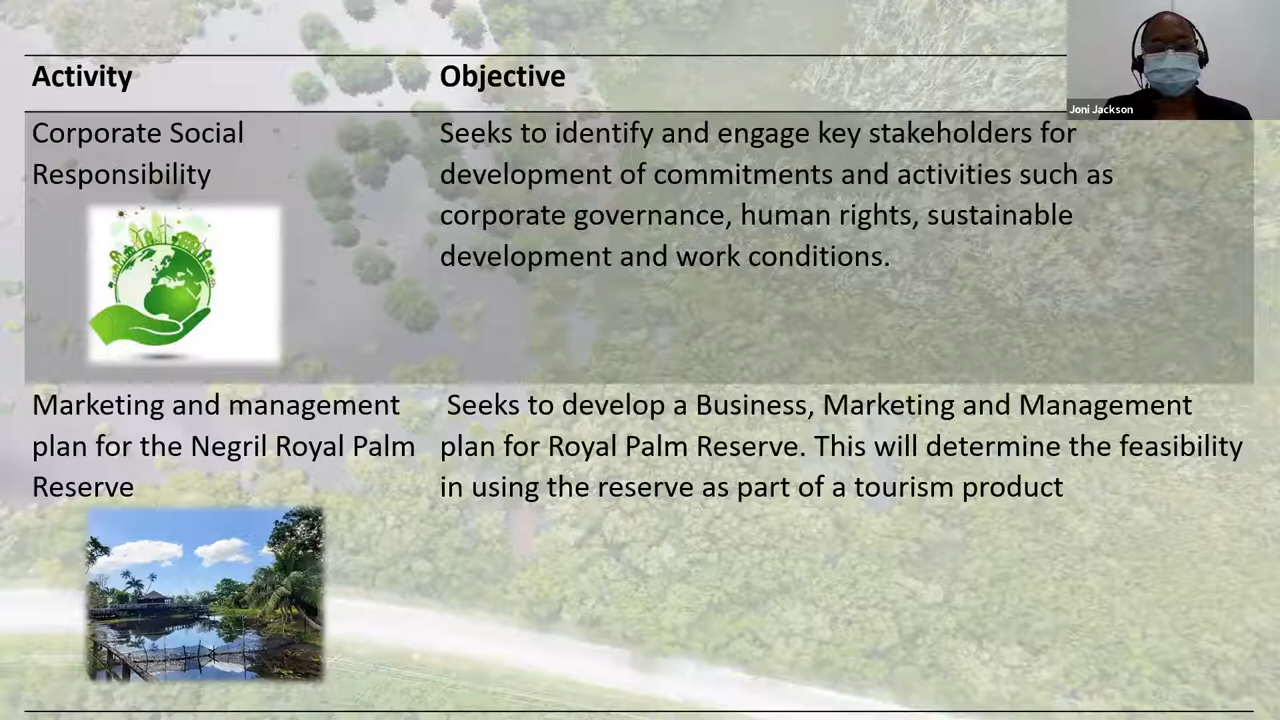 Activity
Objective
Joni Jackson
Corporate Social
Responsibility
Seeks to identify and engage key stakeholders for
development of commitments and activities such as
corporate governance, human rights, sustainable
development and work conditions.
Marketing and management
plan for the Negril Royal Palm
Reserve
Seeks to develop a Business, Marketing and Management
plan for Royal Palm Reserve. This will determine the feasibility
in using the reserve as part of a tourism product